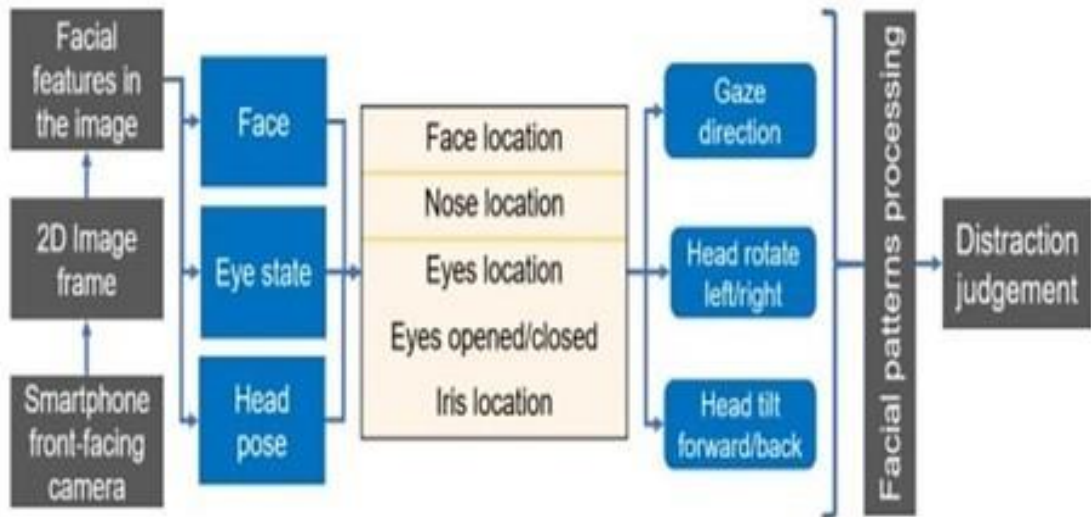 Facial
features in
the image
2D Image
frame
Smartphone
front-facing
camera
Face
Eye state
Head
pose
Face location
Nose location
Eyes location
Eyes opened/closed
Iris location
Gaze
direction
Head rotate
left/right
Head tilt
forward/back
Facial patterns processing
Distraction
judgement